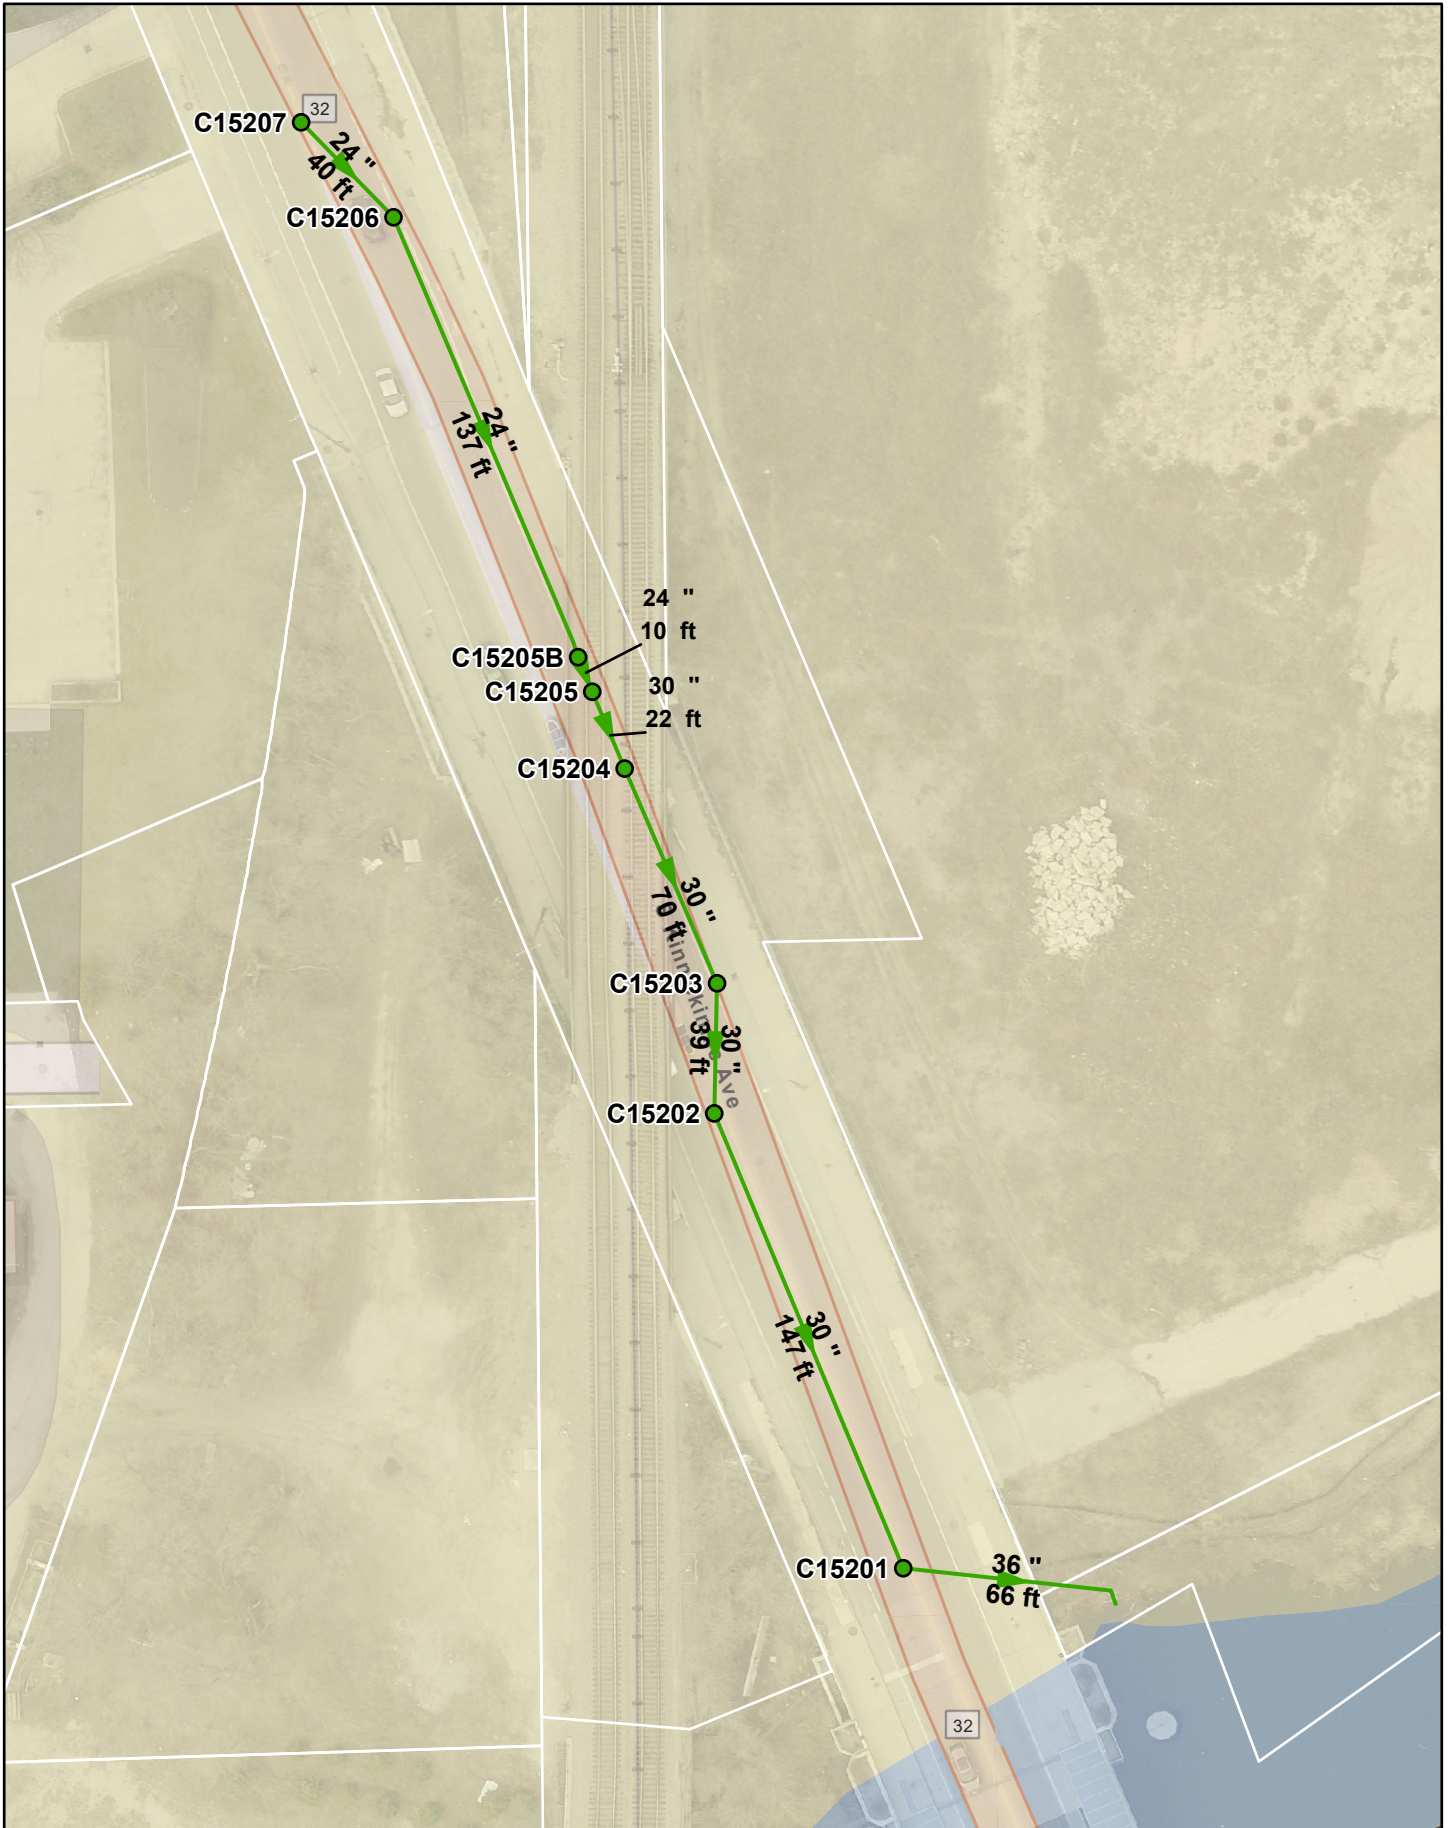 32
C15207
24 "
40 ft
C15206
24 "
137 ft
24 "
10 ft
C15205B
C15205
30 "
22 ft
C15204
30 "
70 ft
C15203
30 "
39 ft
Ave
C15202
30 "
147 ft
C15201
36 "
66 ft
32